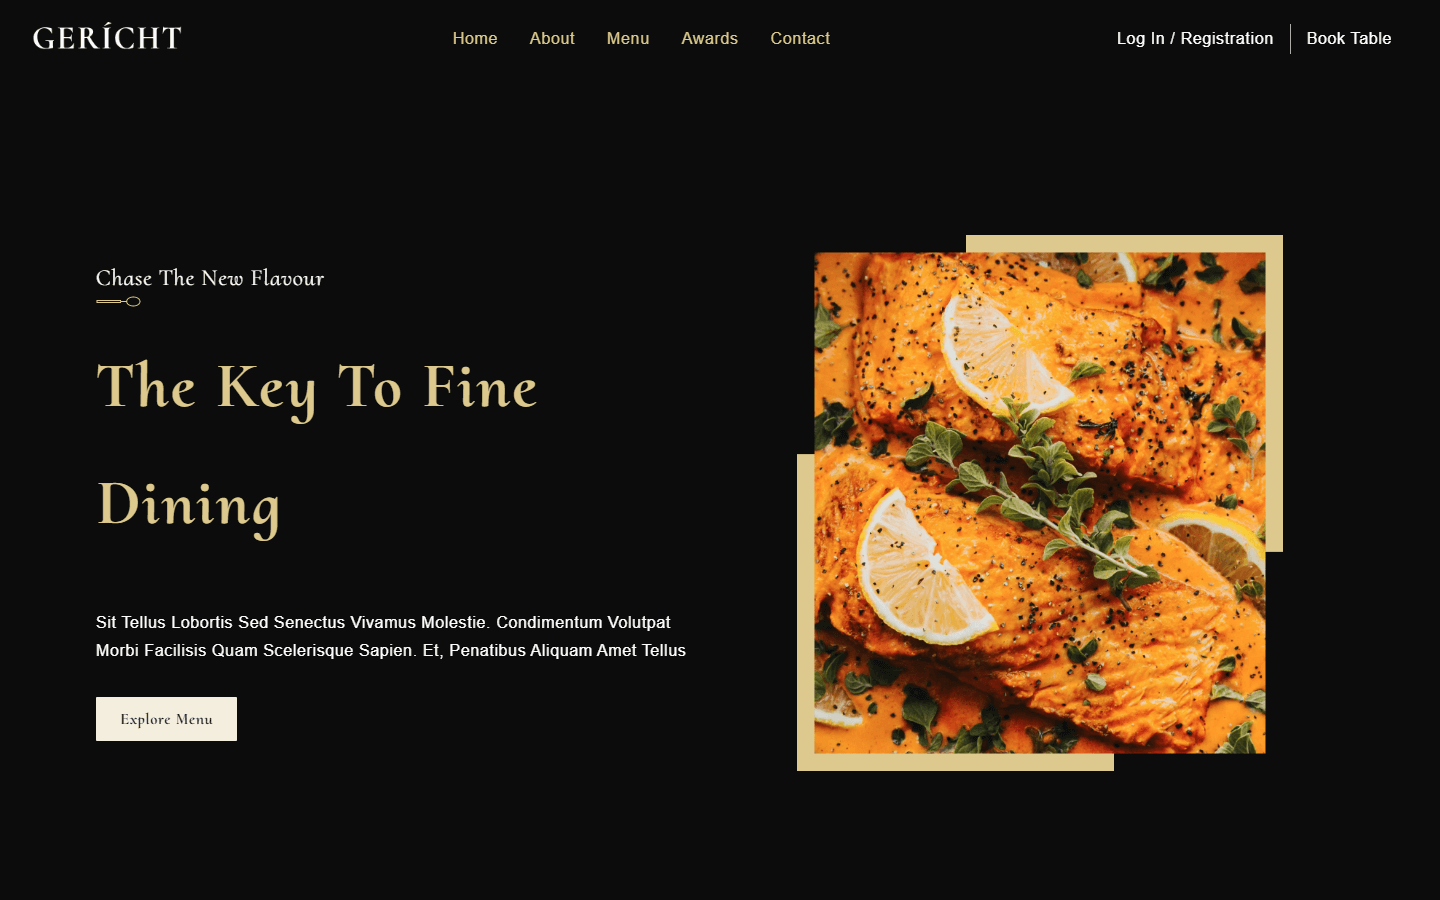 GERÍCHT
Home
About
Menu
Awards
Contact
Log In / Registration
Book Table
Chase The New Flavour
The Key To Fine
Dining
Sit Tellus Lobortis Sed Senectus Vivamus Molestie. Condimentum Volutpat
Morbi Facilisis Quam Scelerisque Sapien. Et, Penatibus Aliquam Amet Tellus
Explore Menu